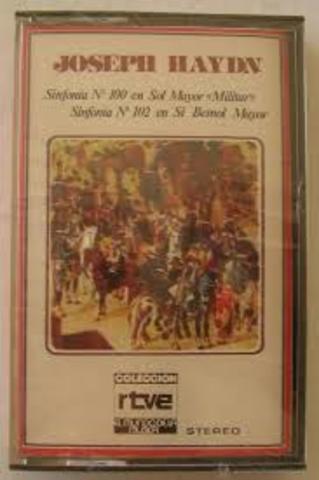 JOSEPH HAYDN
Sinfonía Nº 100 en Sol Mayor «Militar»
Sinfonía Nº 102 en Si Bemol Mayor
COLECCION
rtve
STEREO